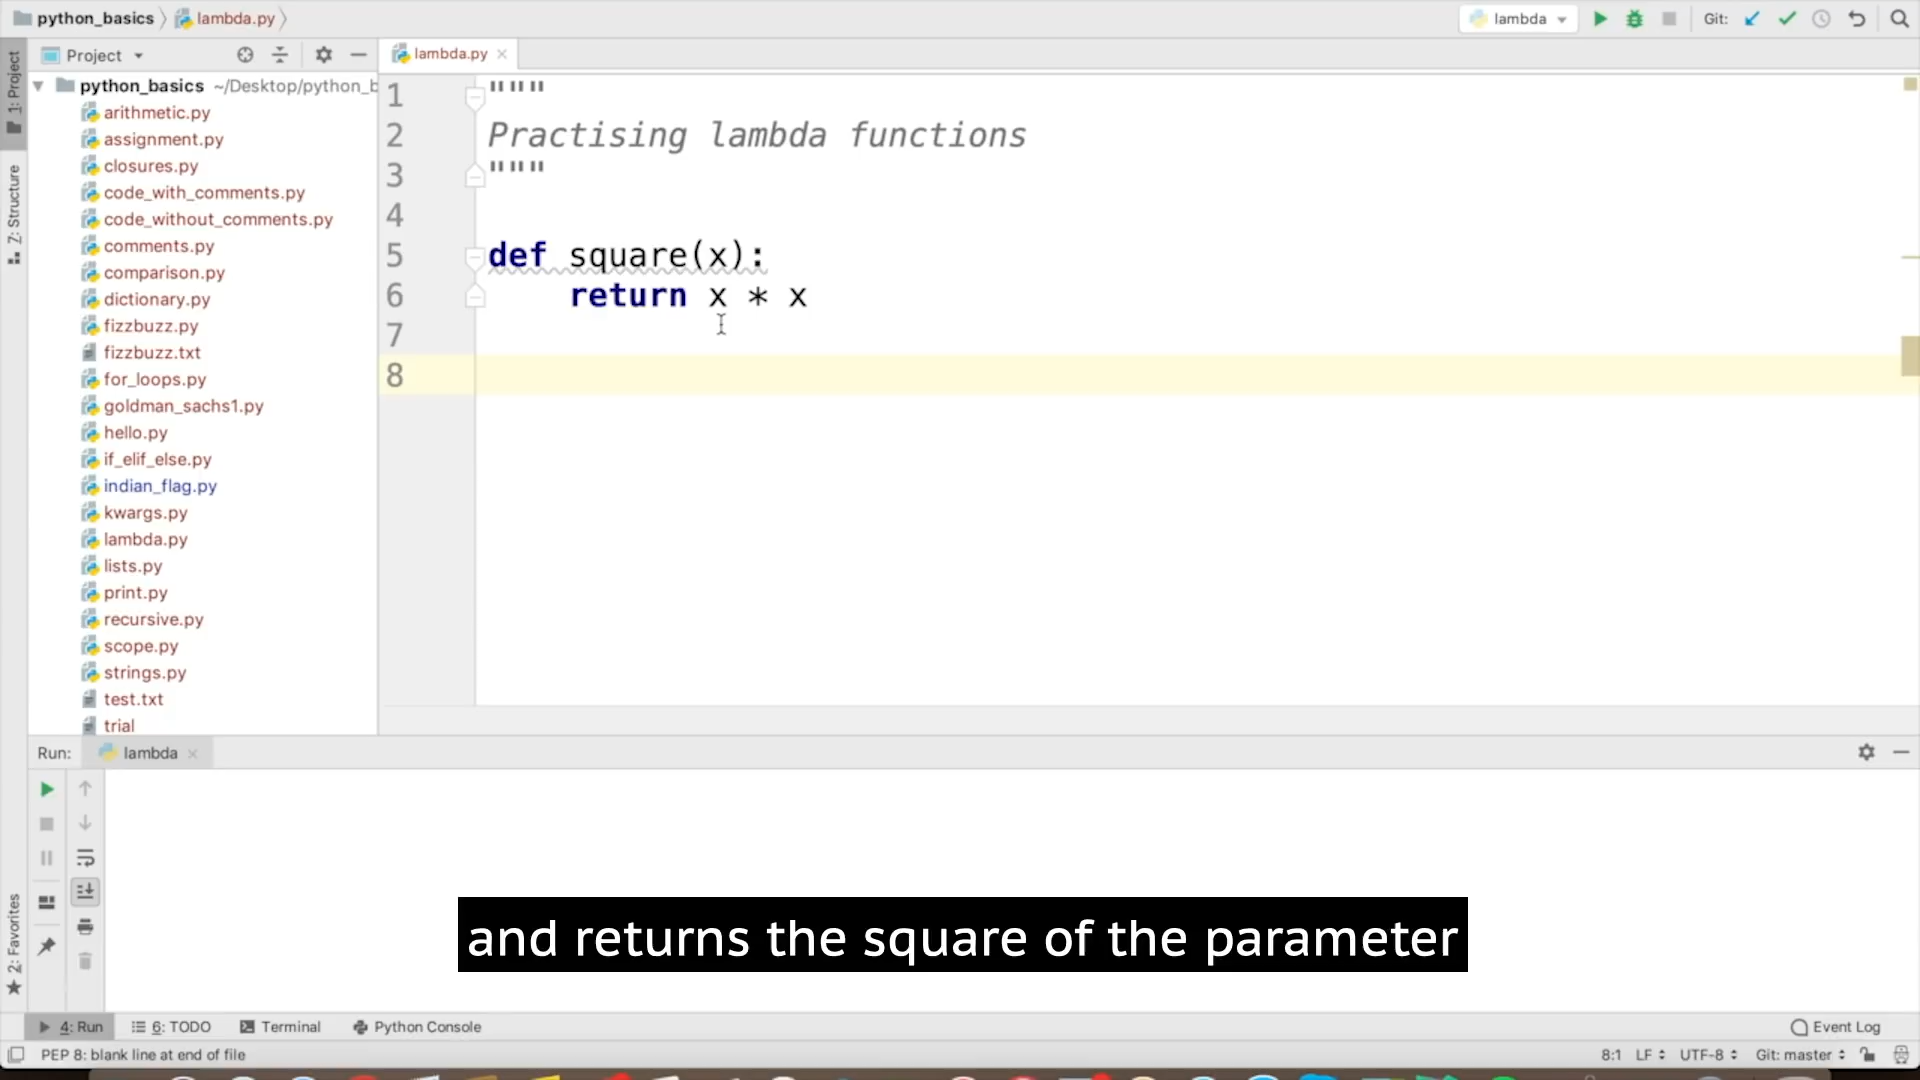 python_basics
lambda.py
lambda
Git:
1: Project
Project
lambda.py
python_basics ~/Desktop/python_b
arithmetic.py
assignment.py
closures.py
code_with_comments.py
code_without_comments.py
comments.py
comparison.py
dictionary.py
fizzbuzz.py
fizzbuzz.txt
for_loops.py
goldman_sachs1.py
hello.py
if_elif_else.py
indian_flag.py
kwargs.py
lambda.py
lists.py
print.py
recursive.py
scope.py
strings.py
test.txt
trial
7: Structure
1 """
2 Practising lambda functions
3 """
4
5 def square(x):
6     return x * x
7
8
Run: lambda
2: Favorites
and returns the square of the parameter
4: Run
6: TODO
Terminal
Python Console
Event Log
PEP 8: blank line at end of file
8:1 LF UTF-8 Git: master